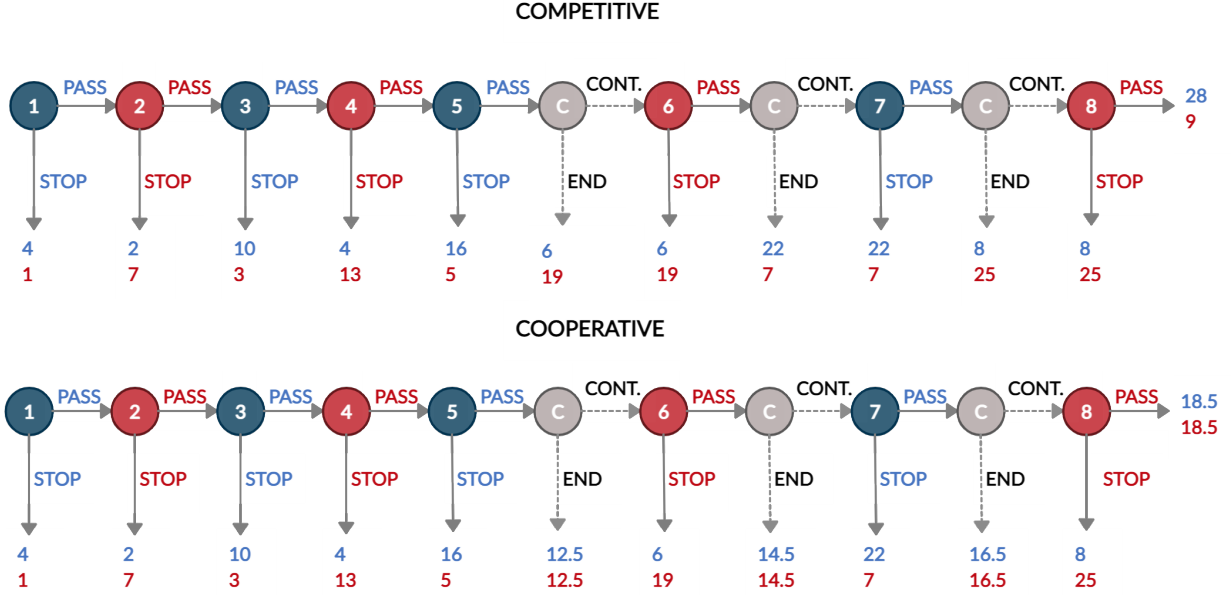 COMPETITIVE
PASS PASS PASS PASS PASS CONT. PASS CONT. PASS CONT. PASS
1 2 3 4 5 C 6 C 7 C 8
28
9
STOP STOP STOP STOP STOP END STOP END STOP END STOP
4 2 10 4 16 6 6 22 22 8 8
1 7 3 13 5 19 19 7 7 25 25
COOPERATIVE
PASS PASS PASS PASS PASS CONT. PASS CONT. PASS CONT. PASS
1 2 3 4 5 C 6 C 7 C 8
18.5
18.5
STOP STOP STOP STOP STOP END STOP END STOP END STOP
4 2 10 4 16 12.5 6 14.5 22 16.5 8
1 7 3 13 5 12.5 19 14.5 7 16.5 25